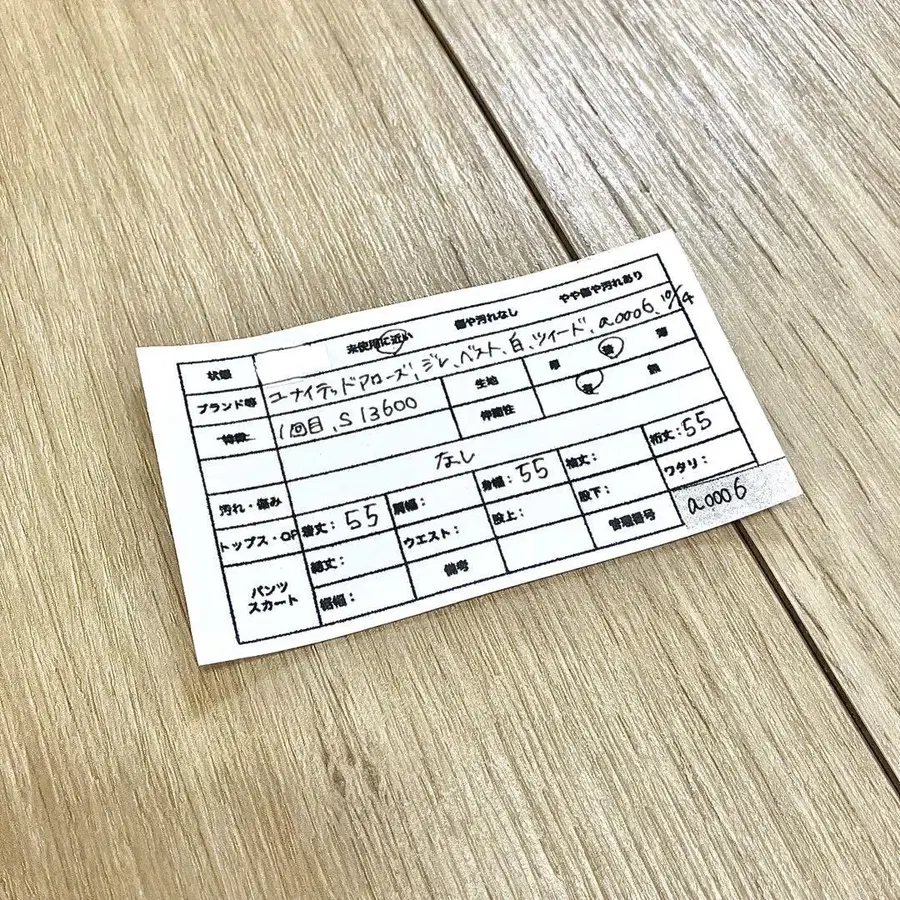 状態 未使用に近い 傷や汚れなし やや傷や汚れあり
ブランド等 ユナイテッドアローズ、ジレ、ベスト、白、ツイード、a0006、10/4
特徴 1回目、S 13600 生地 厚 普 薄
伸縮性 有 無
汚れ・傷み なし
トップス・OP 着丈：55 肩幅： 身幅：55 袖丈： 裄丈：55
パンツ スカート 総丈： ウエスト： 股上： 股下： ワタリ：
裾幅： 備考 管理番号 a0006